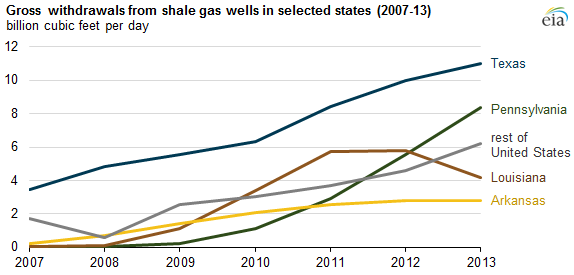 Gross withdrawals from shale gas wells in selected states (2007-13)
billion cubic feet per day
eia
12
10
8
6
4
2
0
2007 2008 2009 2010 2011 2012 2013
Texas
Pennsylvania
rest of
United States
Louisiana
Arkansas